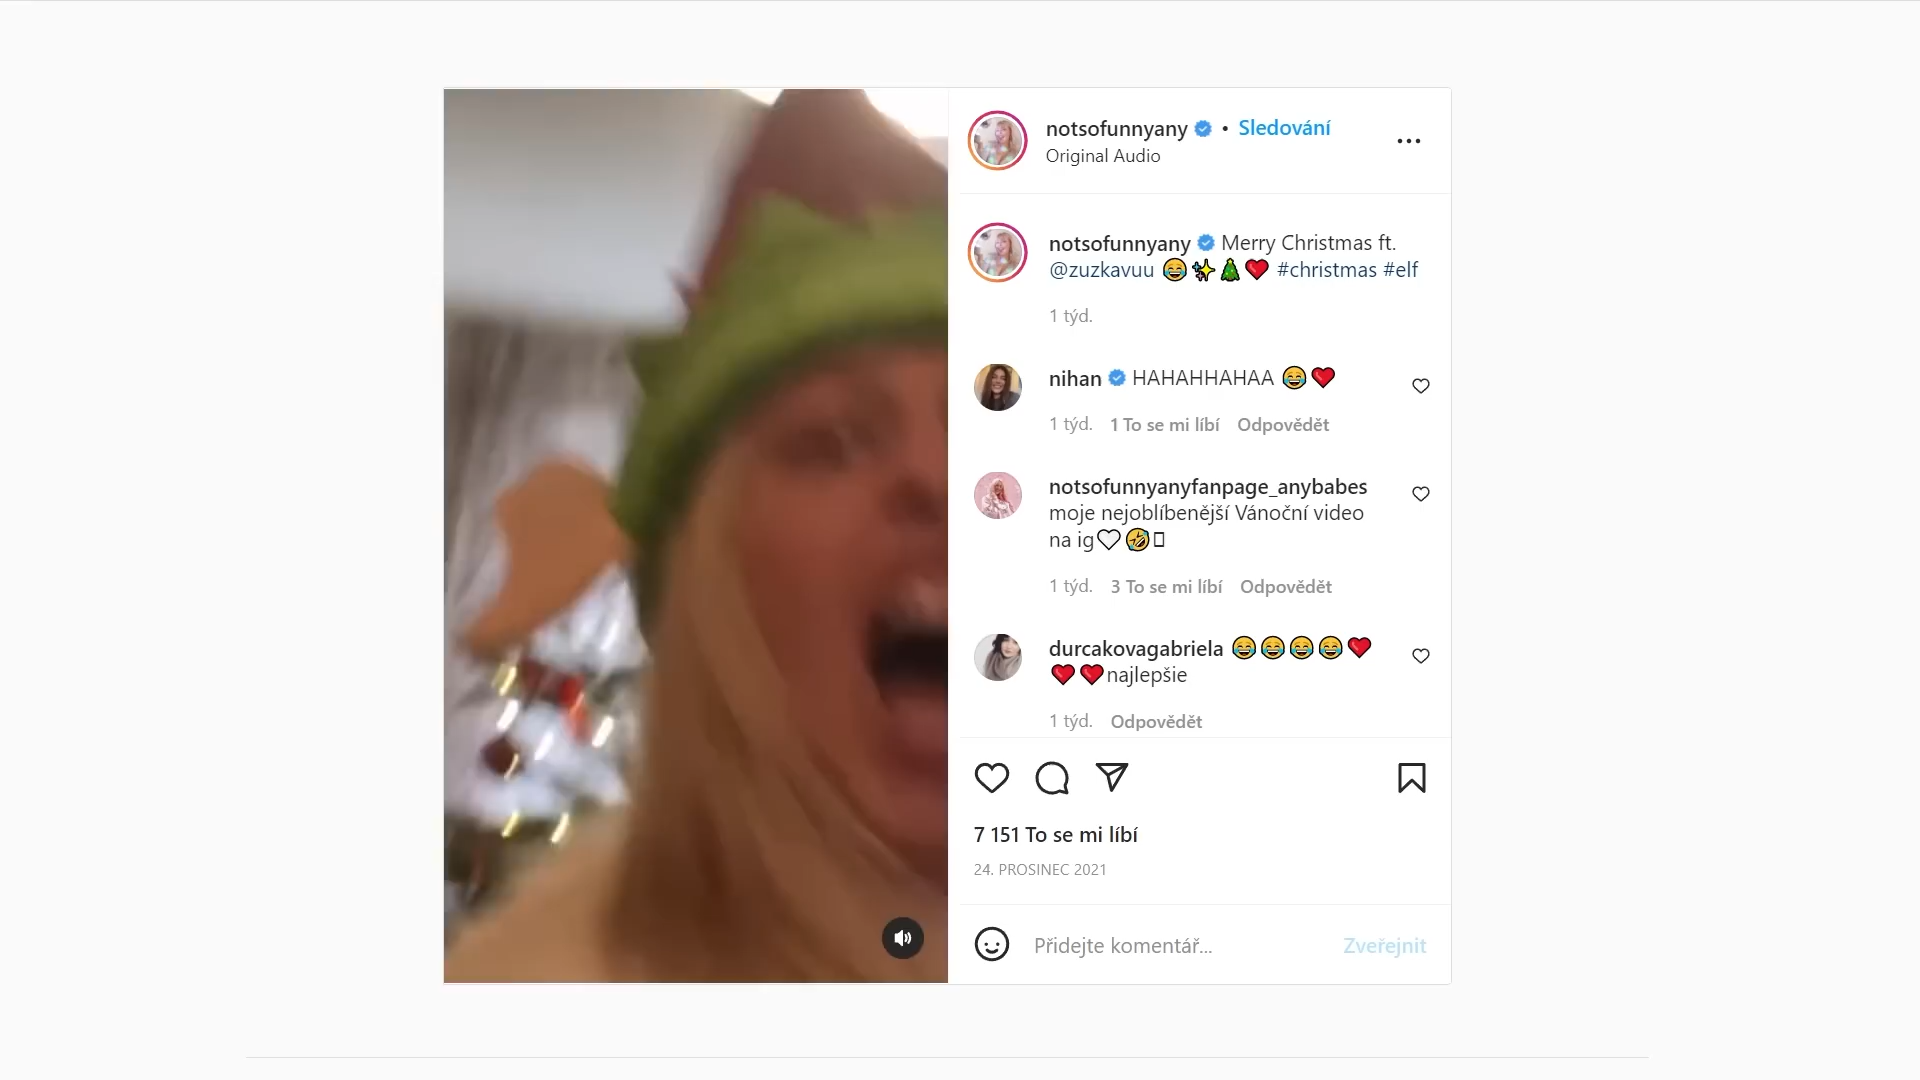 notsofunnyany • Sledování
Original Audio
notsofunnyany Merry Christmas ft.
@zuzkavuu 😂✨🎄❤️ #christmas #elf
1 týd.
nihan HAHAHHAHAA 😂❤️
1 týd. 1 To se mi líbí Odpovědět
notsofunnyanyfanpage_anybabes
moje nejoblíbenější Vánoční video
na ig🤍🤣
1 týd. 3 To se mi líbí Odpovědět
durcakovagabriela 😂😂😂😂❤️
❤️❤️najlepšie
1 týd. Odpovědět
7 151 To se mi líbí
24. PROSINEC 2021
Přidejte komentář... Zveřejnit